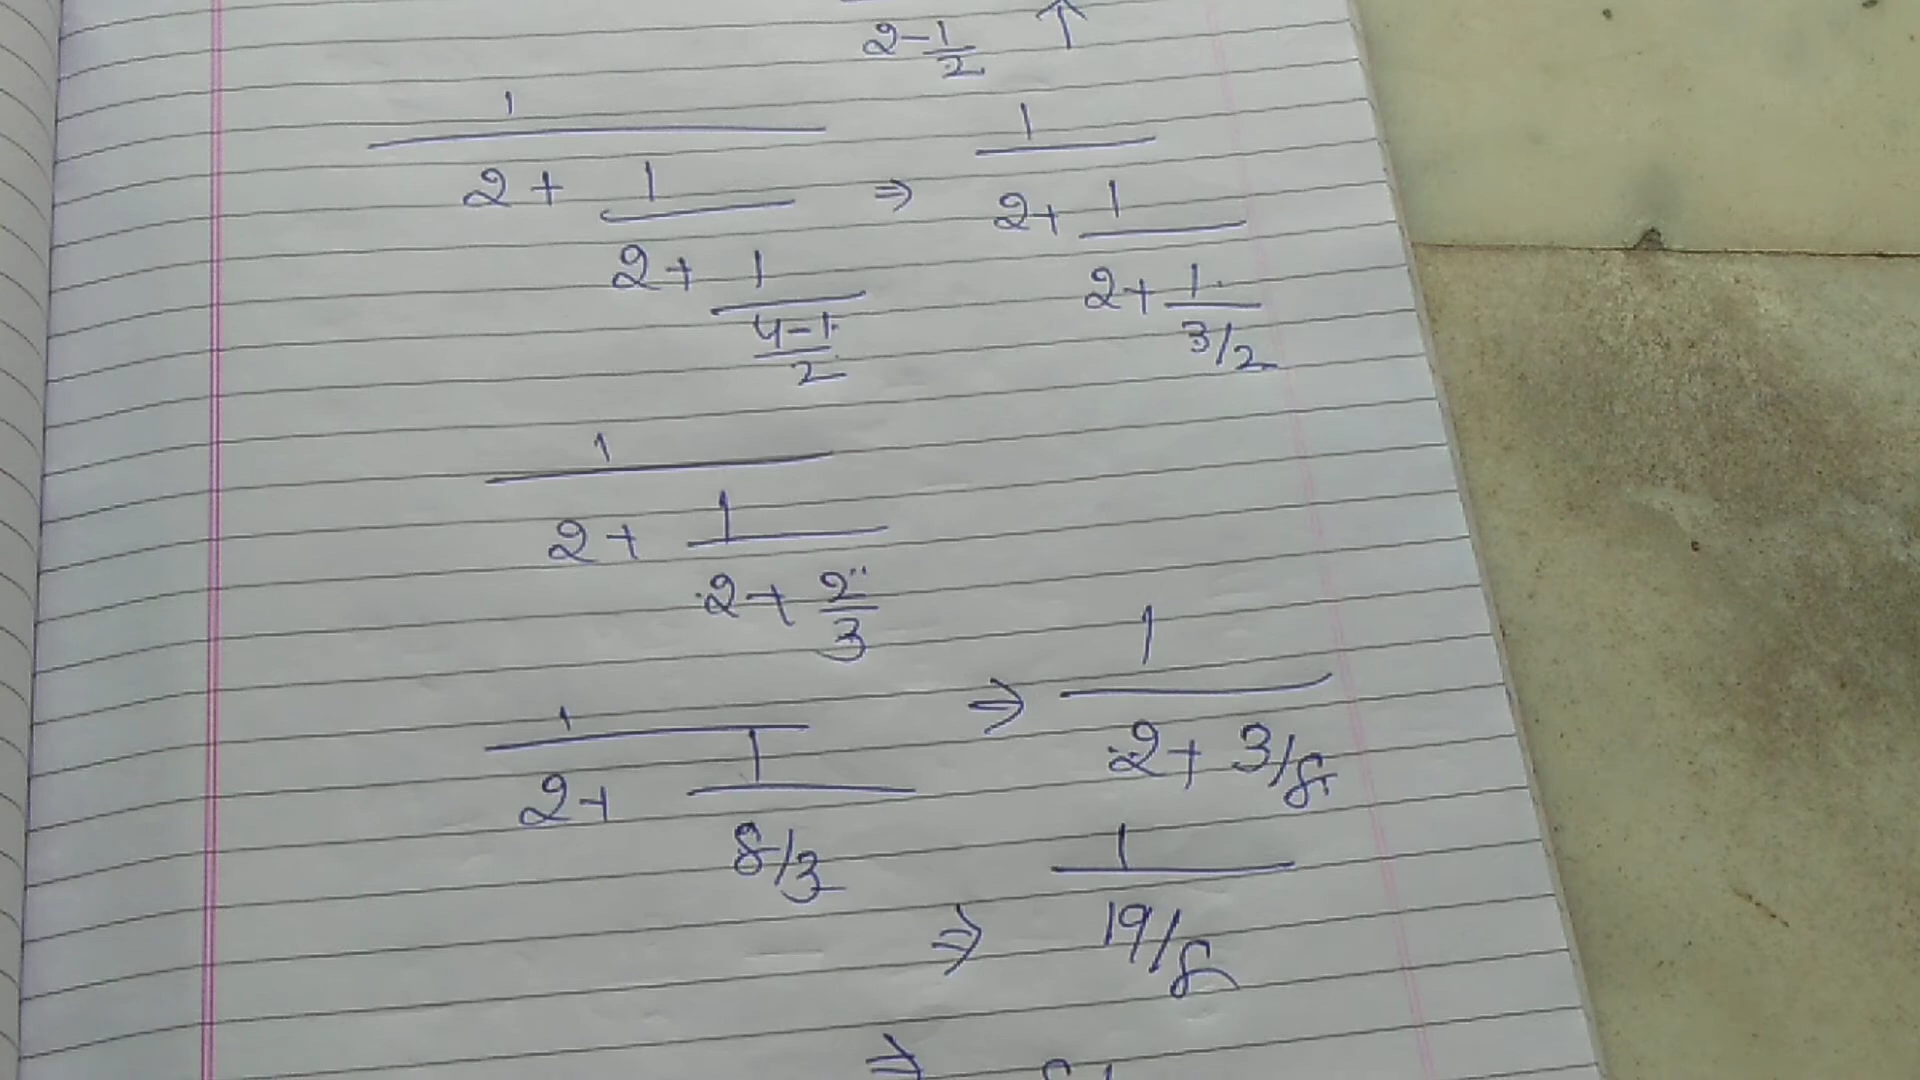 2-1/2 ↑
1/(2+1/(2+1/((4-1)/2))) ⇒ 1/(2+1/(2+1/(3/2)))
1/(2+1/(2+2/3))
1/(2+1/(8/3)) ⇒ 1/(2+3/8)
⇒ 1/(19/8)
⇒